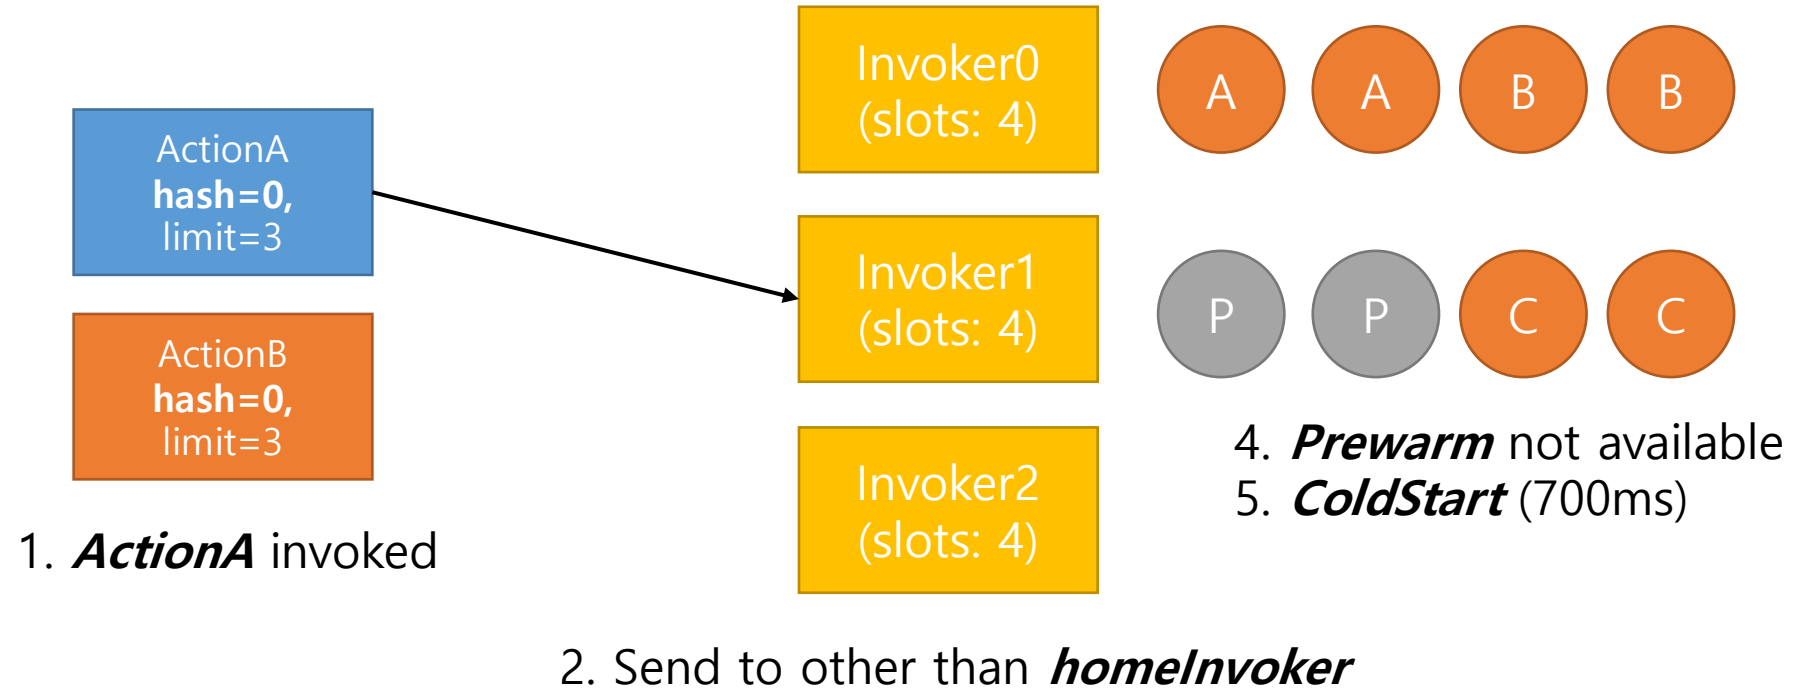 ActionA
hash=0,
limit=3
ActionB
hash=0,
limit=3
1. ActionA invoked
Invoker0
(slots: 4)
Invoker1
(slots: 4)
Invoker2
(slots: 4)
A A B B
P P C C
4. Prewarm not available
5. ColdStart (700ms)
2. Send to other than homeInvoker